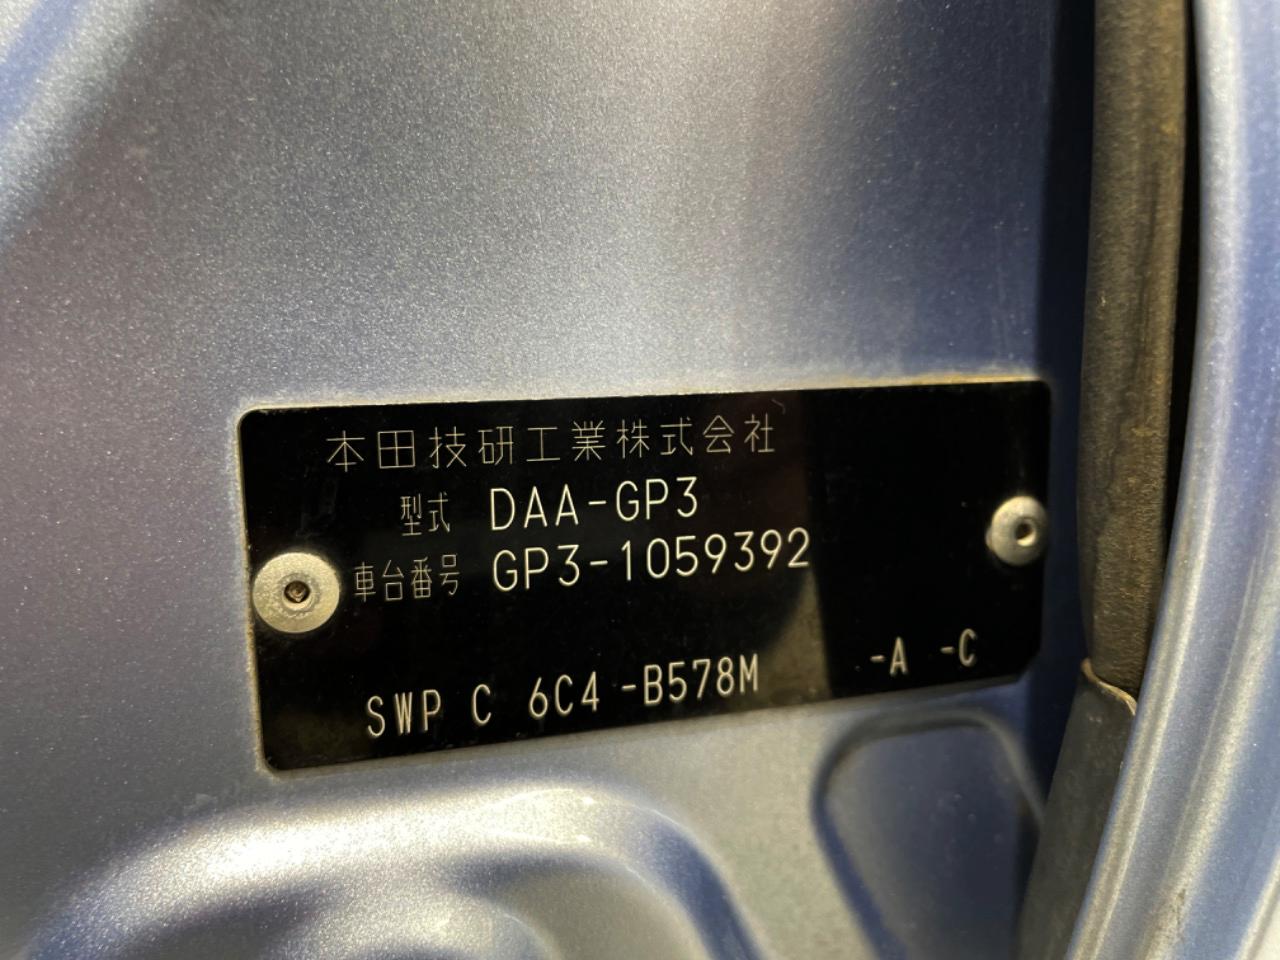 本田技研工業株式会社
型式 DAA-GP3
車台番号 GP3-1059392
SWP C 6C4 -B578M -A -C